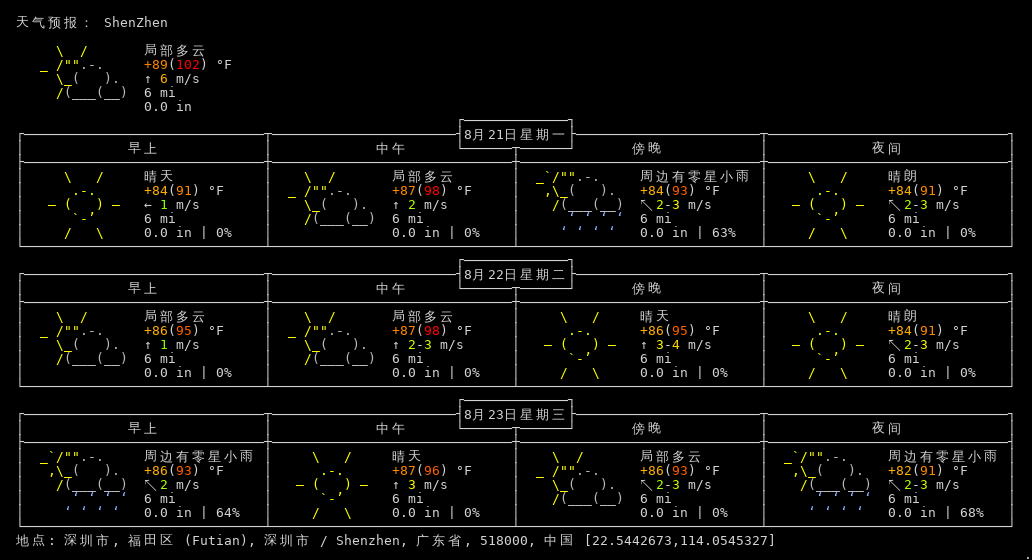 天气预报： ShenZhen
局部多云
+89(102) °F
↑ 6 m/s
6 mi
0.0 in
8月21日星期一
早上 中午 傍晚 夜间
晴天 局部多云 周边有零星小雨 晴朗
+84(91) °F +87(98) °F +84(93) °F +84(91) °F
← 1 m/s ↑ 2 m/s ↖ 2-3 m/s ↖ 2-3 m/s
6 mi 6 mi 6 mi 6 mi
0.0 in | 0% 0.0 in | 0% 0.0 in | 63% 0.0 in | 0%
8月22日星期二
早上 中午 傍晚 夜间
局部多云 局部多云 晴天 晴朗
+86(95) °F +87(98) °F +86(95) °F +84(91) °F
↑ 1 m/s ↑ 2-3 m/s ↑ 3-4 m/s ↖ 2-3 m/s
6 mi 6 mi 6 mi 6 mi
0.0 in | 0% 0.0 in | 0% 0.0 in | 0% 0.0 in | 0%
8月23日星期三
早上 中午 傍晚 夜间
周边有零星小雨 晴天 局部多云 周边有零星小雨
+86(93) °F +87(96) °F +86(93) °F +82(91) °F
↖ 2 m/s ↑ 3 m/s ↖ 2-3 m/s ↖ 2-3 m/s
6 mi 6 mi 6 mi 6 mi
0.0 in | 64% 0.0 in | 0% 0.0 in | 0% 0.0 in | 68%
地点: 深圳市, 福田区 (Futian), 深圳市 / Shenzhen, 广东省, 518000, 中国 [22.5442673,114.0545327]